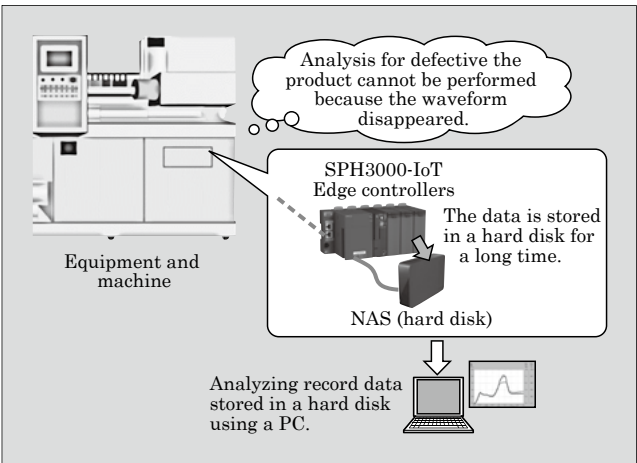 Analysis for defective the
product cannot be performed
because the waveform
disappeared.
SPH3000-IoT
Edge controllers
The data is stored
in a hard disk for
a long time.
NAS (hard disk)
Equipment and
machine
Analyzing record data
stored in a hard disk
using a PC.